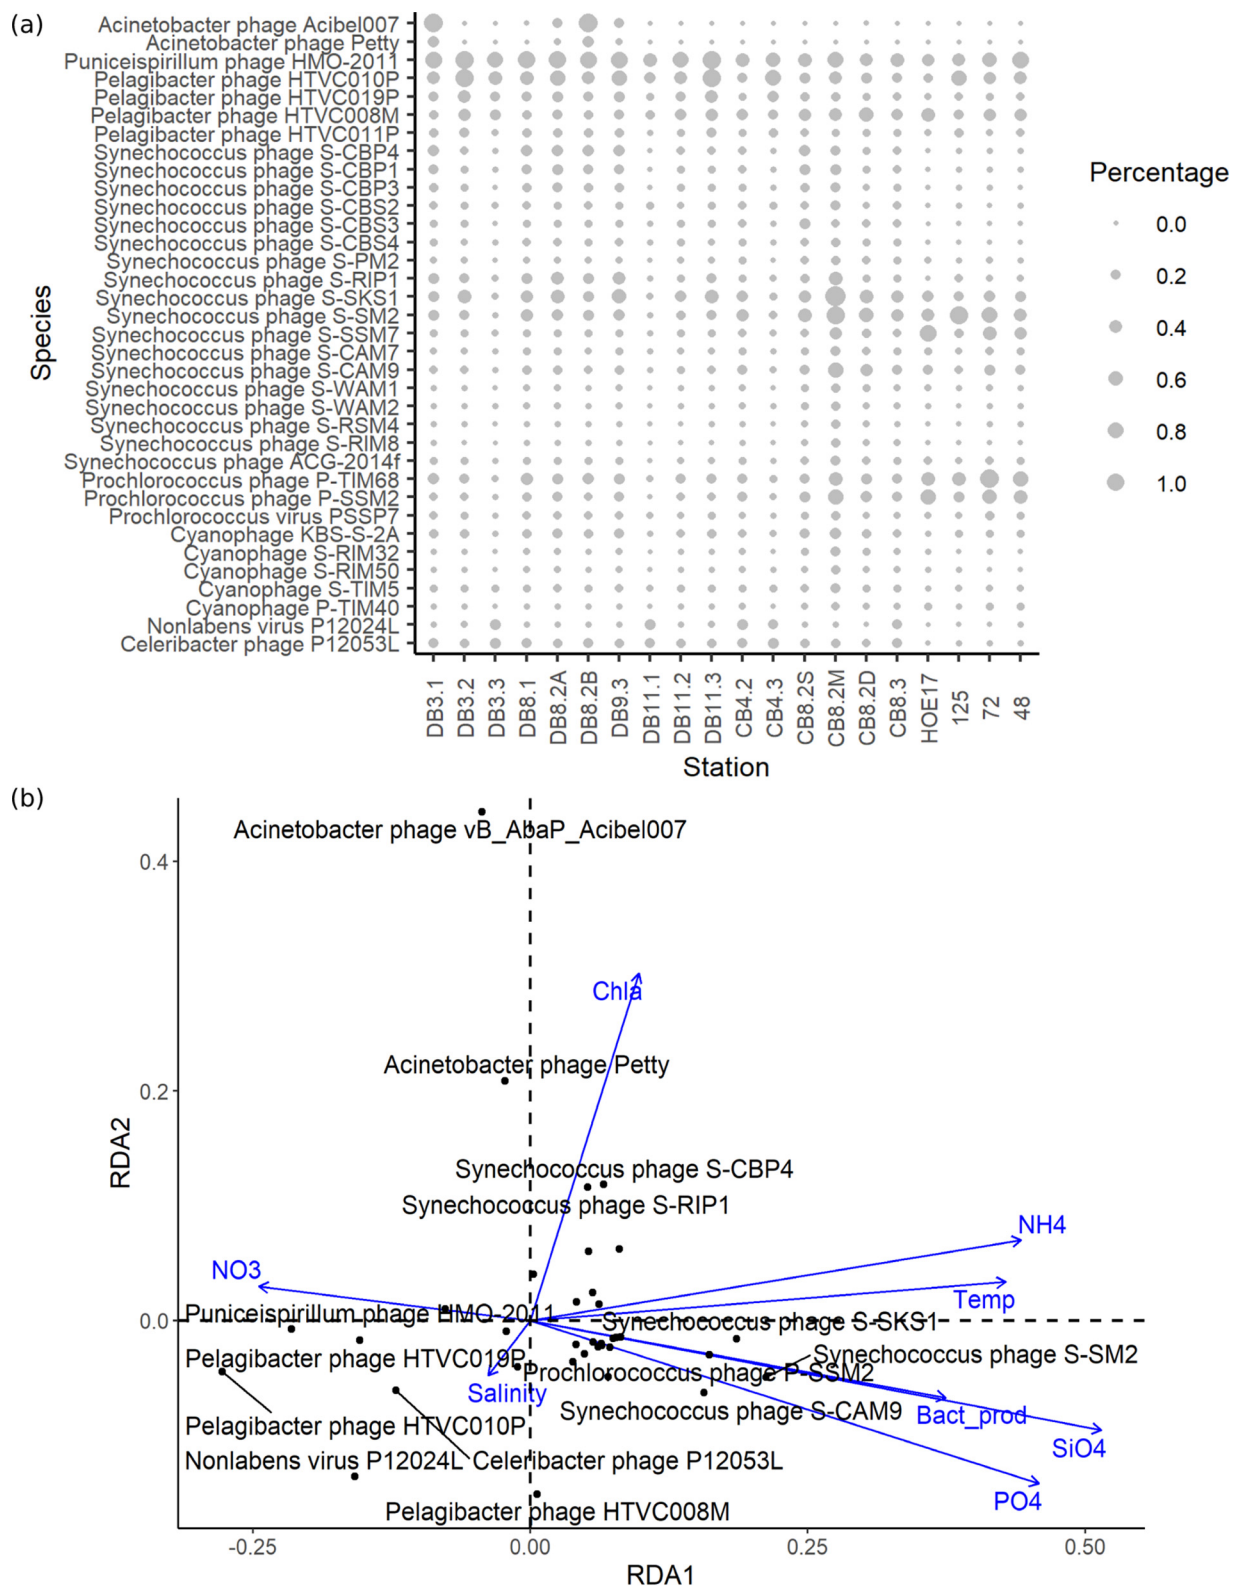 (a)
Acinetobacter phage Acibel007
Acinetobacter phage Petty
Puniceispirillum phage HMO-2011
Pelagibacter phage HTVC010P
Pelagibacter phage HTVC019P
Pelagibacter phage HTVC008M
Pelagibacter phage HTVC011P
Synechococcus phage S-CBP4
Synechococcus phage S-CBP1
Synechococcus phage S-CBP3
Synechococcus phage S-CBS2
Synechococcus phage S-CBS3
Synechococcus phage S-CBS4
Synechococcus phage S-PM2
Synechococcus phage S-RIP1
Synechococcus phage S-SKS1
Synechococcus phage S-SM2
Synechococcus phage S-SSM7
Synechococcus phage S-CAM7
Synechococcus phage S-CAM9
Synechococcus phage S-WAM1
Synechococcus phage S-WAM2
Synechococcus phage S-RSM4
Synechococcus phage S-RIM8
Synechococcus phage ACG-2014f
Prochlorococcus phage P-TIM68
Prochlorococcus phage P-SSM2
Prochlorococcus virus PSSP7
Cyanophage KBS-S-2A
Cyanophage S-RIM32
Cyanophage S-RIM50
Cyanophage S-TIM5
Cyanophage P-TIM40
Nonlabens virus P12024L
Celeribacter phage P12053L
Species
DB3.1
DB3.2
DB3.3
DB8.1
DB8.2A
DB8.2B
DB9.3
DB11.1
DB11.2
DB11.3
CB4.2
CB4.3
CB8.2S
CB8.2M
CB8.2D
CB8.3
HOE17
125
72
48
Station
Percentage
0.0
0.2
0.4
0.6
0.8
1.0
(b)
Acinetobacter phage vB_AbaP_Acibel007
0.4
Chla
Acinetobacter phage Petty
0.2
RDA2
Synechococcus phage S-CBP4
Synechococcus phage S-RIP1
NH4
NO3
Temp
Puniceispirillum phage HMO-2011
0.0
Synechococcus phage S-SKS1
Synechococcus phage S-SM2
Pelagibacter phage HTVC019P
Prochlorococcus phage P-SSM2
Salinity
Synechococcus phage S-CAM9
Bact_prod
Pelagibacter phage HTVC010P
SiO4
Nonlabens virus P12024L
Celeribacter phage P12053L
PO4
Pelagibacter phage HTVC008M
-0.25
0.00
0.25
0.50
RDA1